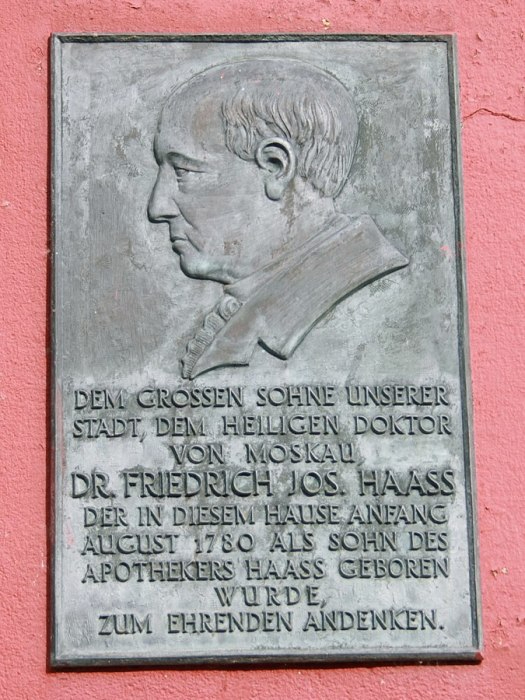 DEM GROSSEN SOHNE UNSERER
STADT, DEM HEILIGEN DOKTOR
VON MOSKAU,
DR. FRIEDRICH JOS. HAASS
DER IN DIESEM HAUSE ANFANG
AUGUST 1780 ALS SOHN DES
APOTHEKERS HAASS GEBOREN
WURDE,
ZUM EHRENDEN ANDENKEN.